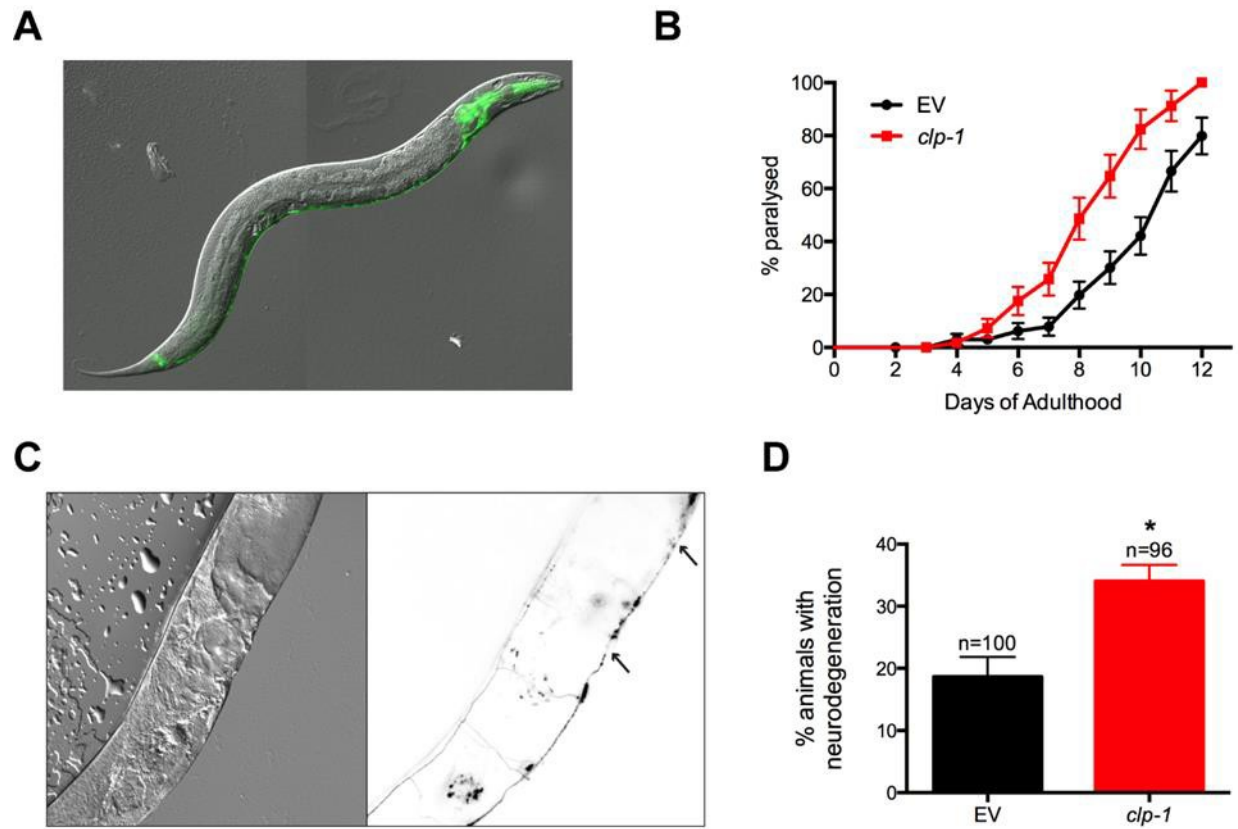 A
B
100
80
60
40
20
0
% paralysed
EV
clp-1
0 2 4 6 8 10 12
Days of Adulthood
C
D
% animals with
neurodegeneration
40
30
20
10
0
*
n=96
n=100
EV clp-1